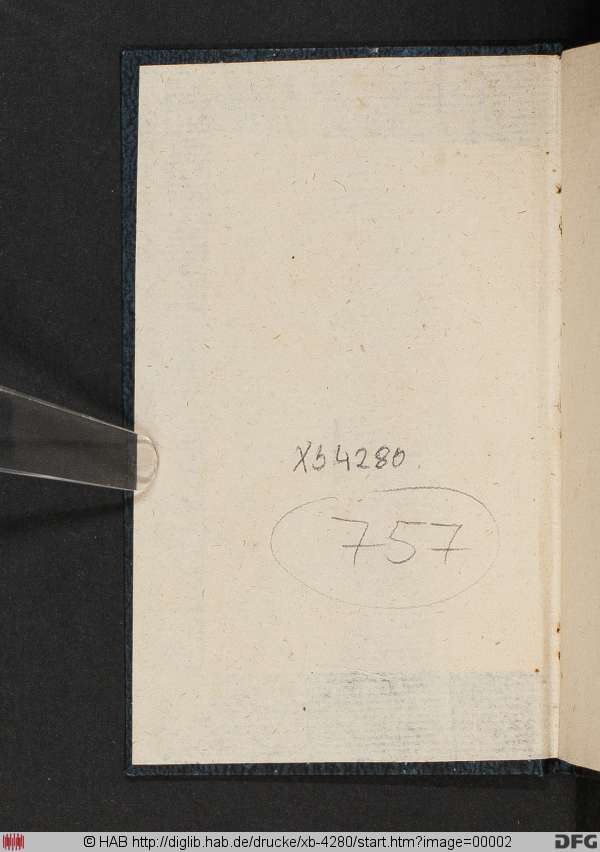 Xb 4280
757
© HAB http://diglib.hab.de/drucke/xb-4280/start.htm?image=00002
DFG